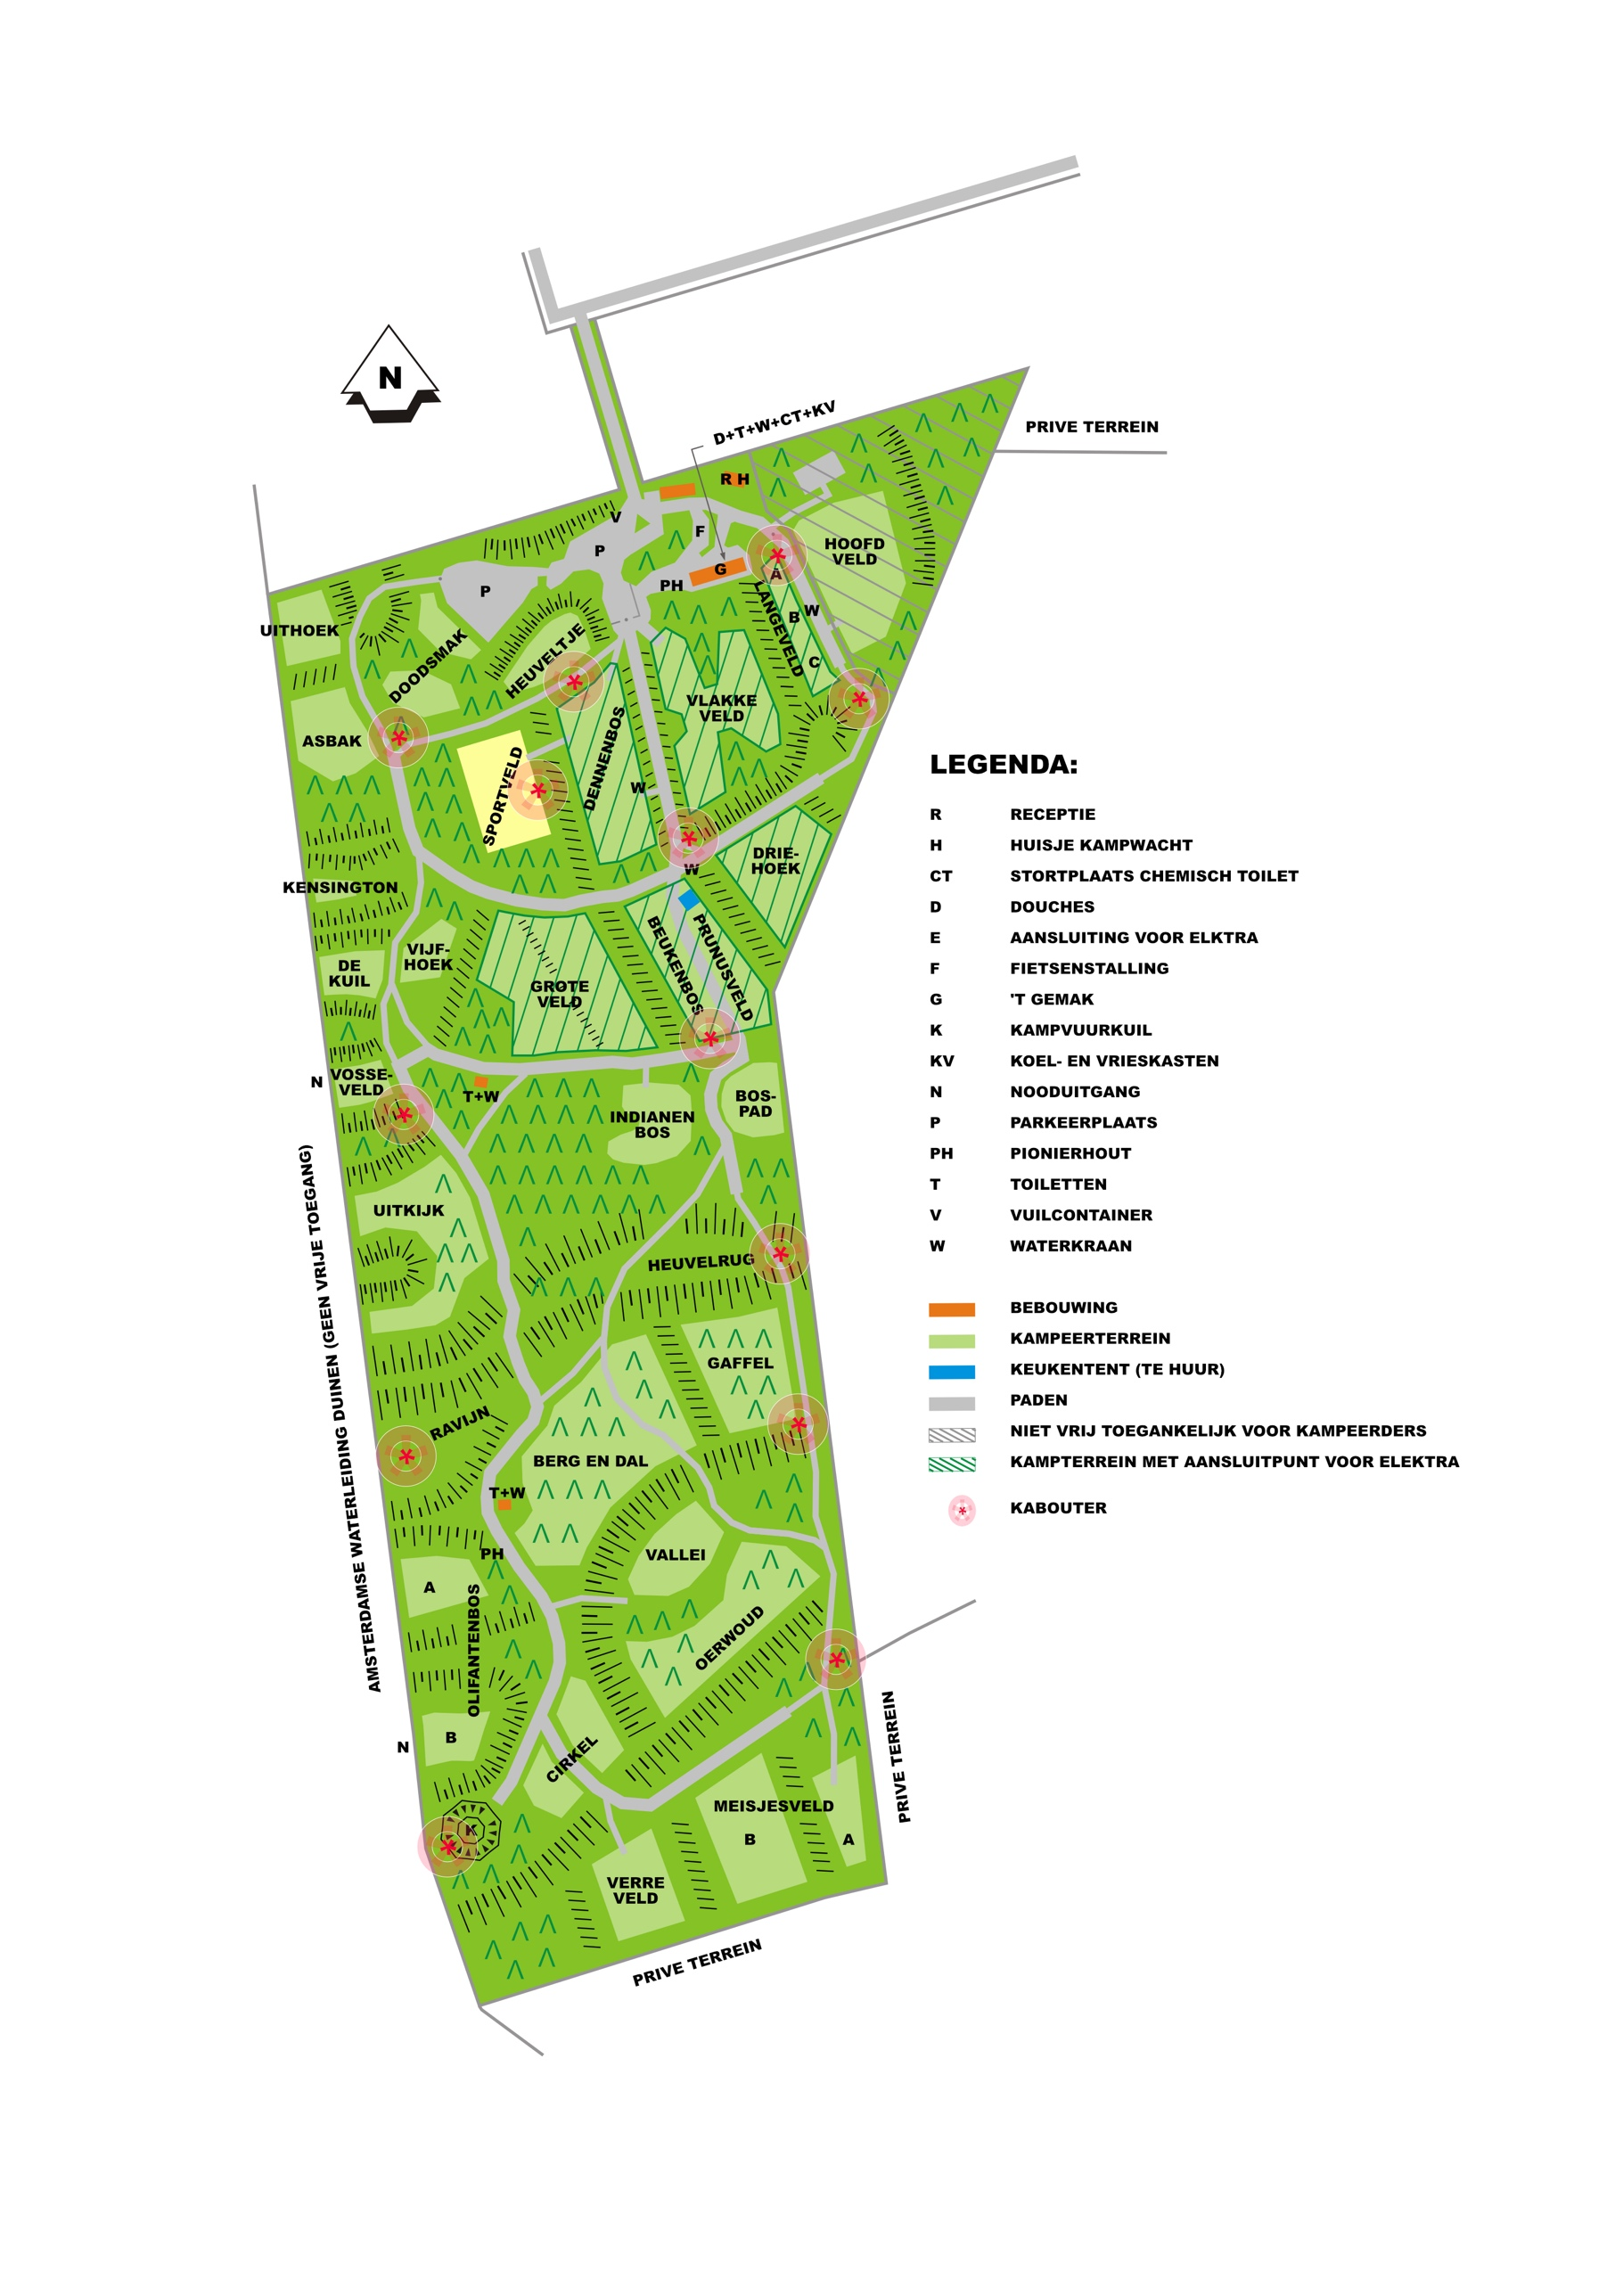 N
D+T+W+CT+KV
PRIVE TERREIN
R H
V
F
P
HOOFD
VELD
G
P
PH
A
UITHOEK
B
W
LANGEVELD
C
DOODSMAK
HEUVELTJE
VLAKKE
VELD
ASBAK
DENNENBOS
SPORTVELD
W
W
DRIE-
HOEK
KENSINGTON
VIJF-
HOEK
DE
KUIL
BEUKENBOS
PRUNUSVELD
GROTE
VELD
N
VOSSE-
VELD
T+W
BOS-
PAD
INDIANEN
BOS
UITKIJK
HEUVELRUG
GAFFEL
RAVIJN
BERG EN DAL
T+W
PH
VALLEI
A
OLIFANTENBOS
OERWOUD
B
N
CIRKEL
MEISJESVELD
B
A
K
VERRE
VELD
AMSTERDAMSE WATERLEIDING DUINEN (GEEN VRIJE TOEGANG)
PRIVE TERREIN
PRIVE TERREIN
LEGENDA:
R RECEPTIE
H HUISJE KAMPWACHT
CT STORTPLAATS CHEMISCH TOILET
D DOUCHES
E AANSLUITING VOOR ELKTRA
F FIETSENSTALLING
G 'T GEMAK
K KAMPVUURKUIL
KV KOEL- EN VRIESKASTEN
N NOODUITGANG
P PARKEERPLAATS
PH PIONIERHOUT
T TOILETTEN
V VUILCONTAINER
W WATERKRAAN
BEBOUWING
KAMPEERTERREIN
KEUKENTENT (TE HUUR)
PADEN
NIET VRIJ TOEGANKELIJK VOOR KAMPEERDERS
KAMPTERREIN MET AANSLUITPUNT VOOR ELEKTRA
KABOUTER